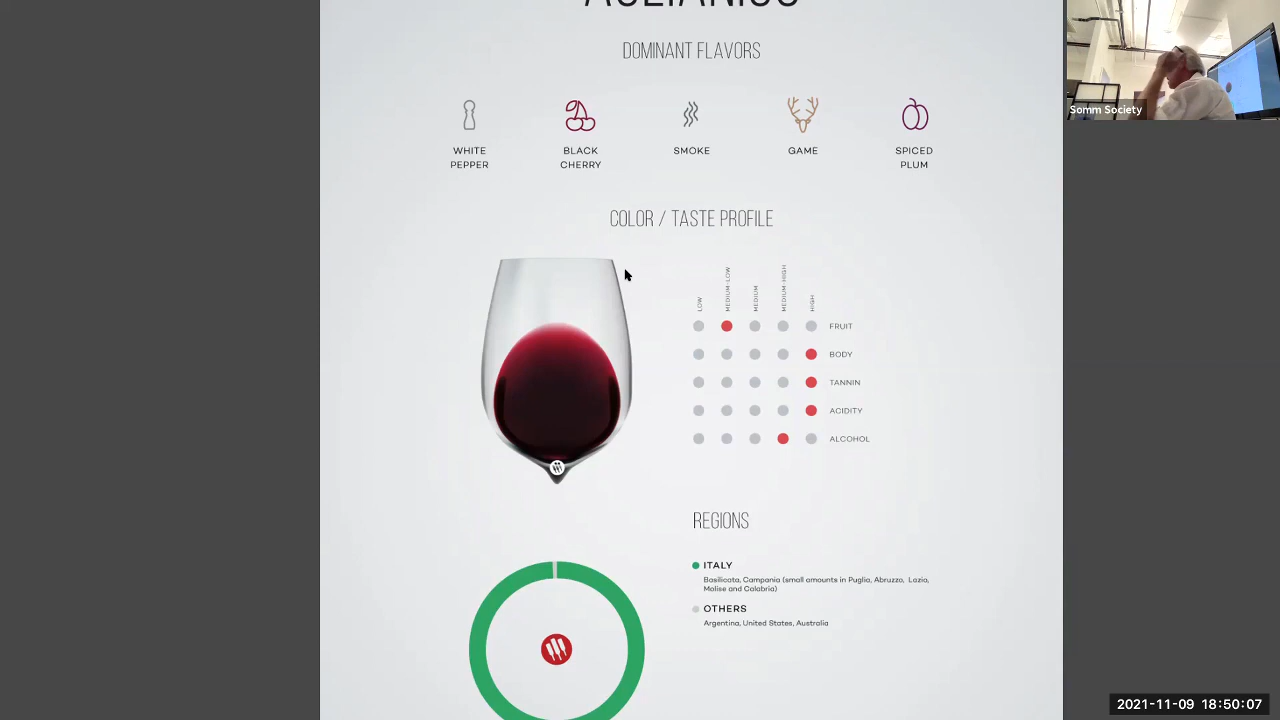 DOMINANT FLAVORS
WHITE
PEPPER
BLACK
CHERRY
SMOKE
GAME
SPICED
PLUM
COLOR / TASTE PROFILE
LOW
MEDIUM-LOW
MEDIUM
MEDIUM-HIGH
HIGH
FRUIT
BODY
TANNIN
ACIDITY
ALCOHOL
REGIONS
ITALY
Basilicata, Campania (small amounts in Puglia, Abruzzo, Lazio,
Molise and Calabria)
OTHERS
Argentina, United States, Australia
Somm Society
2021-11-09 18:50:07